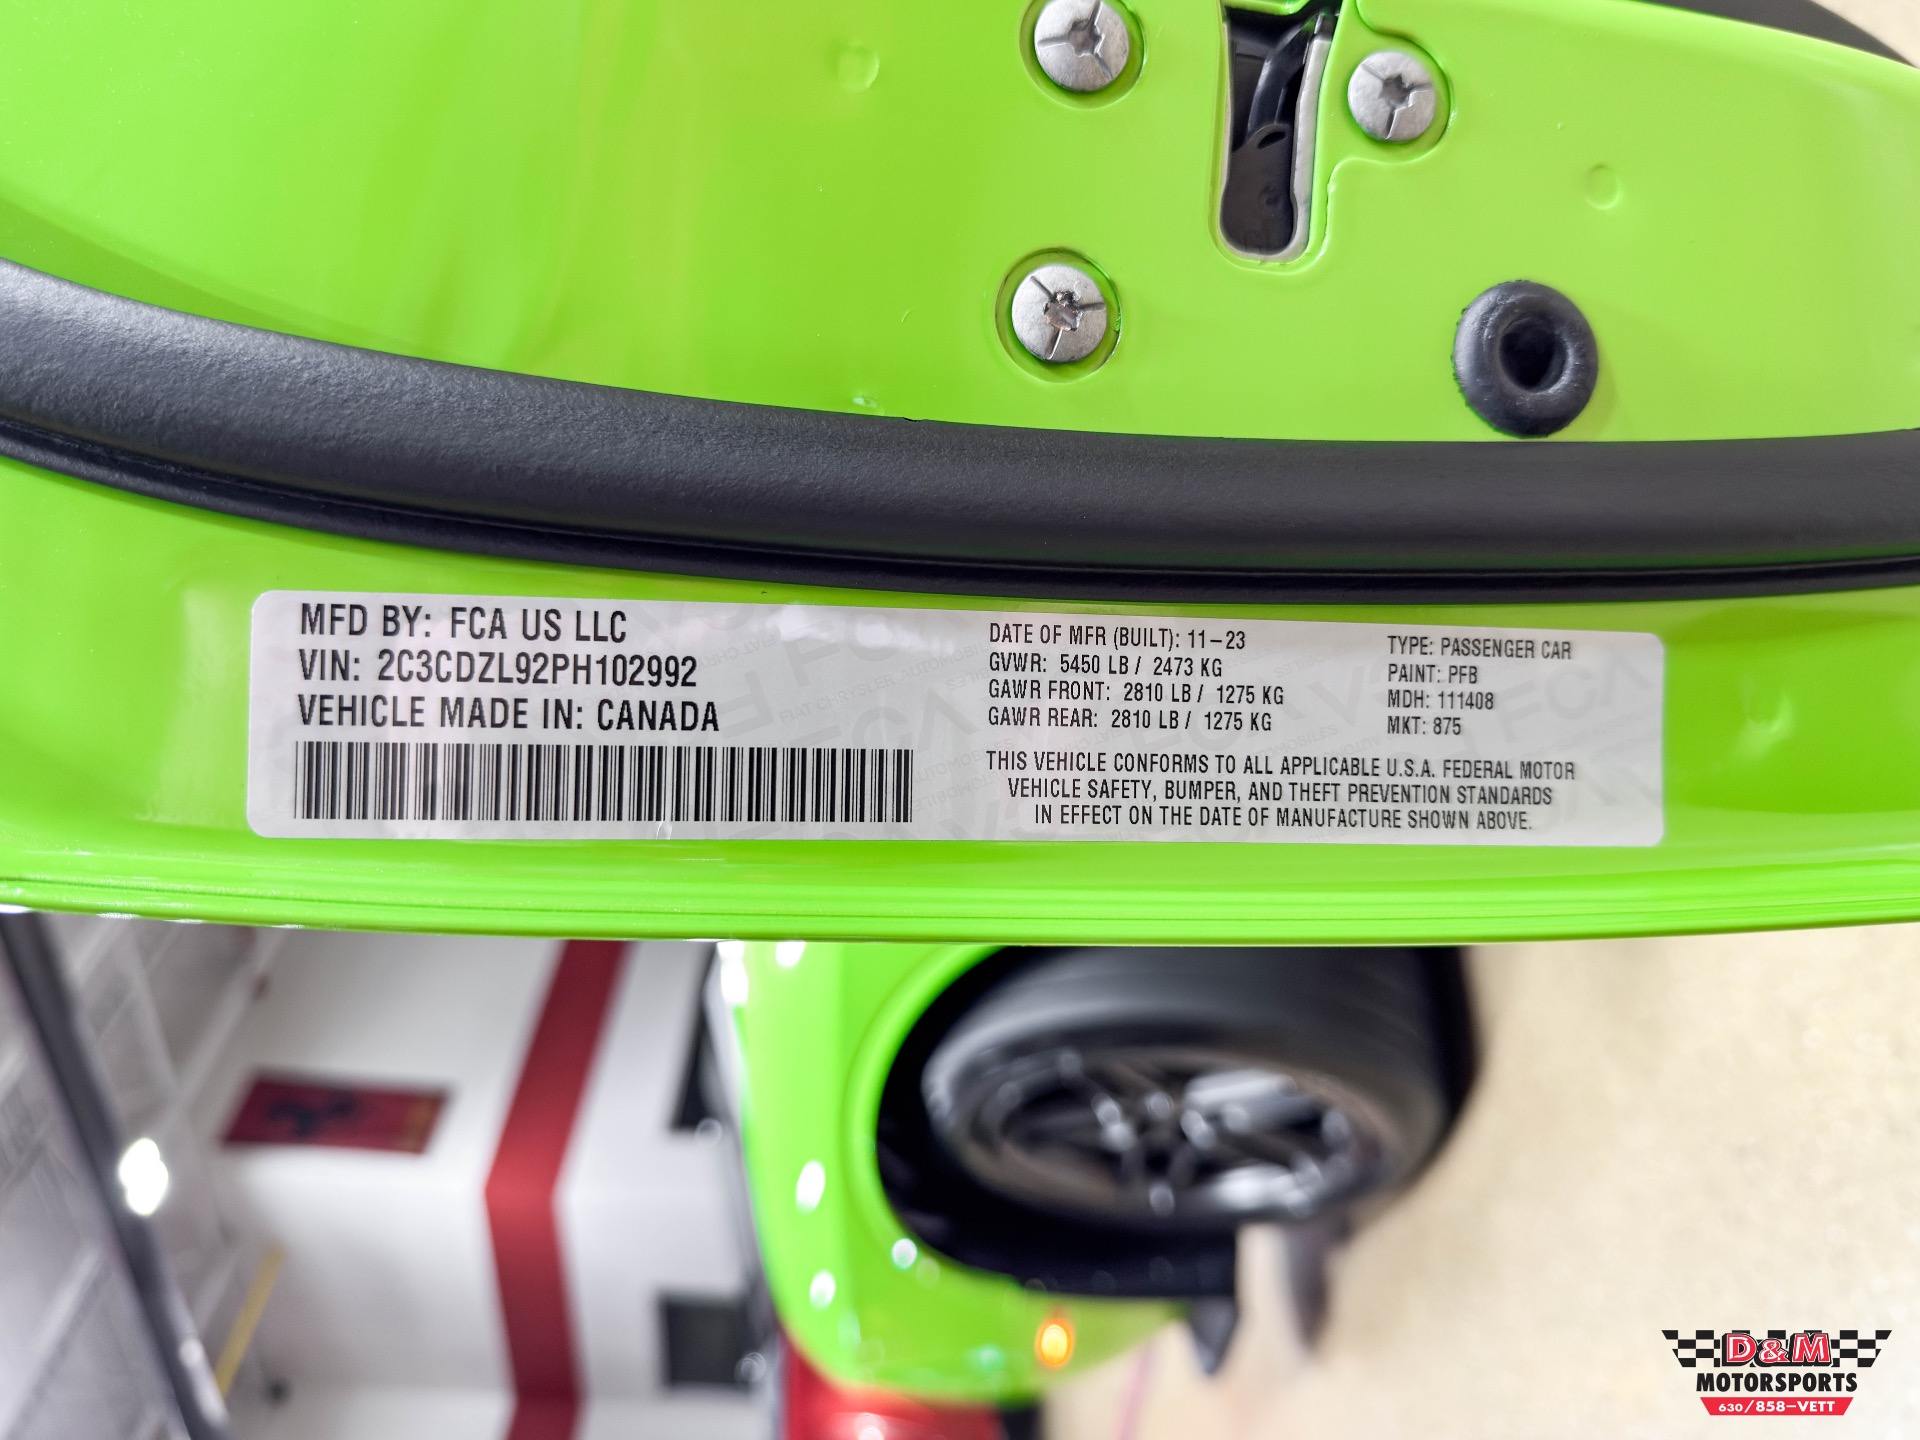 MFD BY: FCA US LLC
VIN: 2C3CDZL92PH102992
VEHICLE MADE IN: CANADA
DATE OF MFR (BUILT): 11-23
GVWR: 5450 LB / 2473 KG
GAWR FRONT: 2810 LB / 1275 KG
GAWR REAR: 2810 LB / 1275 KG
TYPE: PASSENGER CAR
PAINT: PFB
MDH: 111408
MKT: 875
THIS VEHICLE CONFORMS TO ALL APPLICABLE U.S.A. FEDERAL MOTOR
VEHICLE SAFETY, BUMPER, AND THEFT PREVENTION STANDARDS
IN EFFECT ON THE DATE OF MANUFACTURE SHOWN ABOVE.
D&M
MOTORSPORTS
630/858-VETT